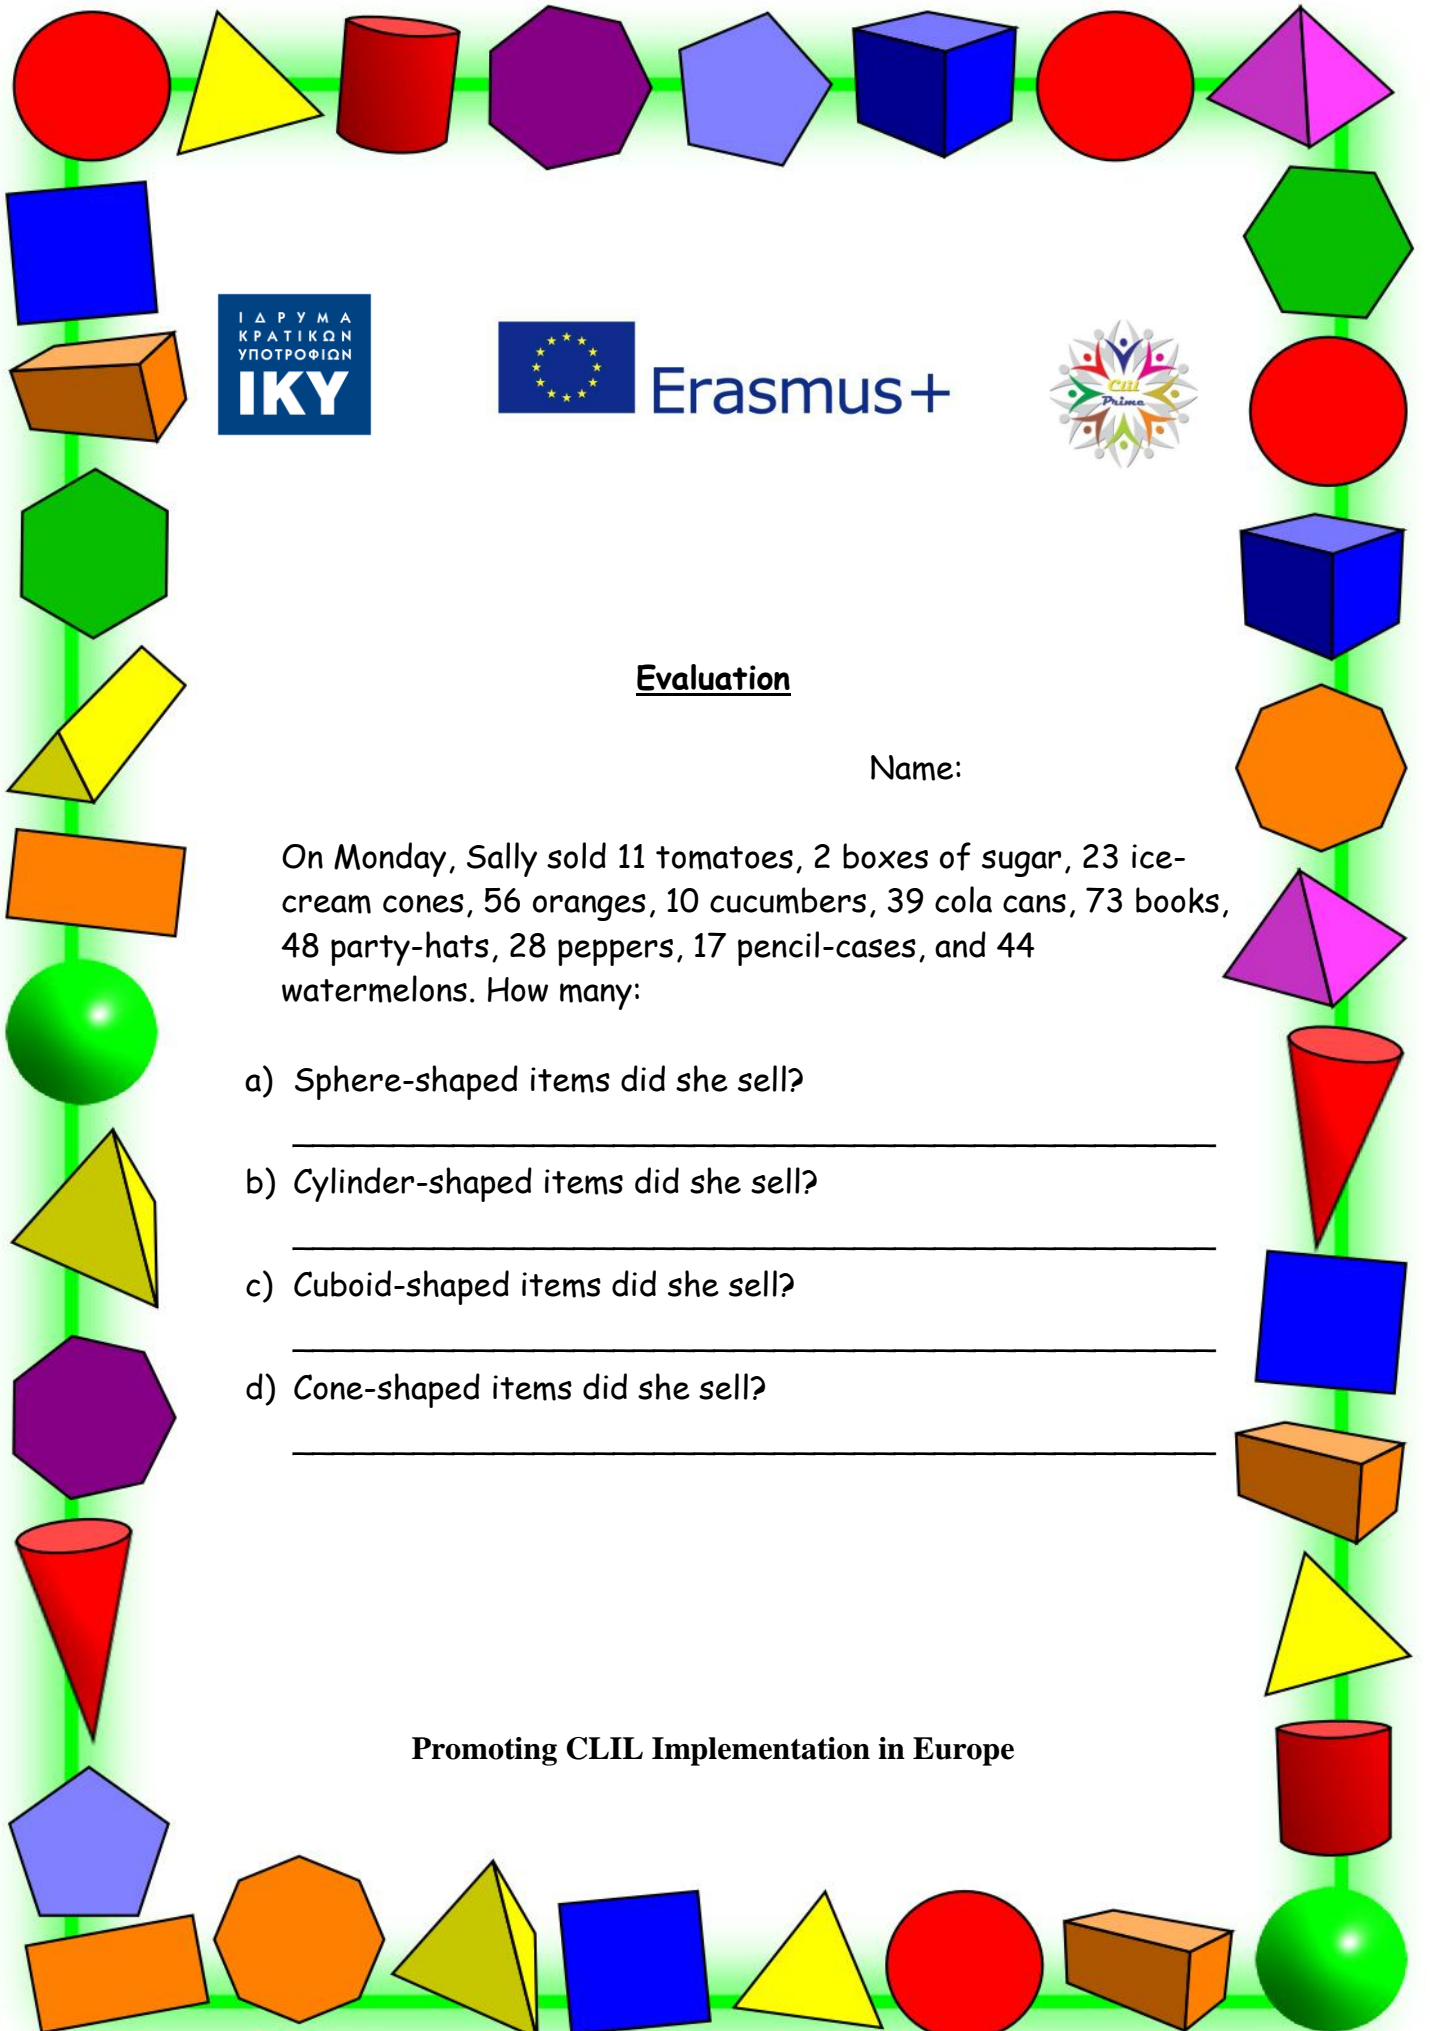 ΙΔΡΥΜΑ
ΚΡΑΤΙΚΩΝ
ΥΠΟΤΡΟΦΙΩΝ
ΙΚΥ
Erasmus+
Clil
Prime
Evaluation
Name:
On Monday, Sally sold 11 tomatoes, 2 boxes of sugar, 23 ice-
cream cones, 56 oranges, 10 cucumbers, 39 cola cans, 73 books,
48 party-hats, 28 peppers, 17 pencil-cases, and 44
watermelons. How many:
a) Sphere-shaped items did she sell?
b) Cylinder-shaped items did she sell?
c) Cuboid-shaped items did she sell?
d) Cone-shaped items did she sell?
Promoting CLIL Implementation in Europe